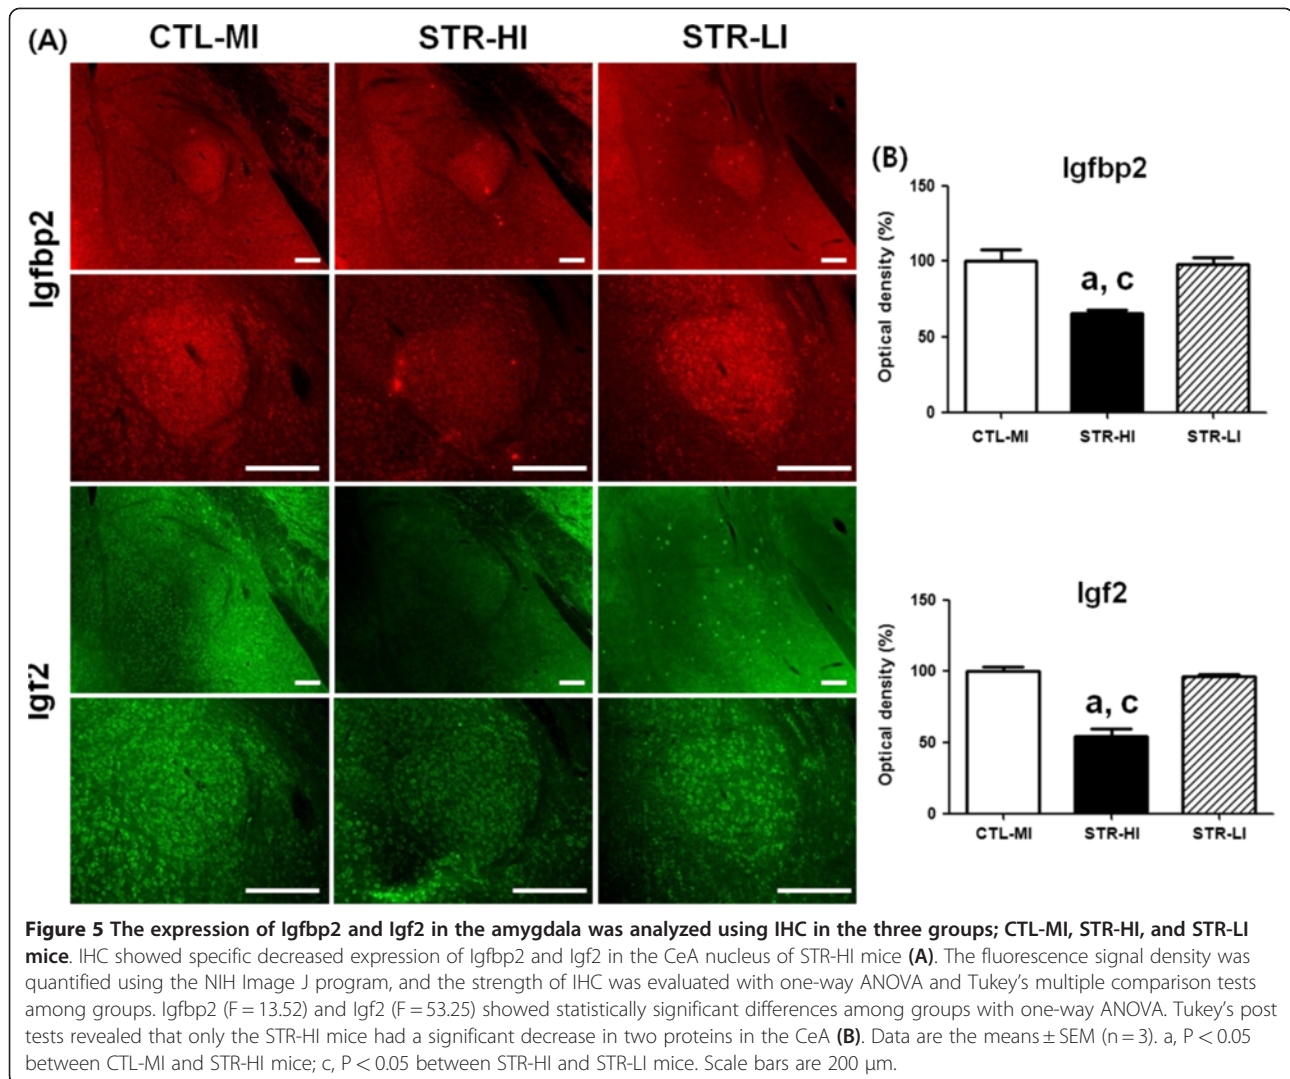 (A) CTL-MI STR-HI STR-LI
Igfbp2
Igf2
(B)
Igfbp2
150
100
50
0
Optical density (%)
a, c
CTL-MI STR-HI STR-LI
Igf2
150
100
50
0
Optical density (%)
a, c
CTL-MI STR-HI STR-LI
Figure 5 The expression of Igfbp2 and Igf2 in the amygdala was analyzed using IHC in the three groups; CTL-MI, STR-HI, and STR-LI
mice. IHC showed specific decreased expression of Igfbp2 and Igf2 in the CeA nucleus of STR-HI mice (A). The fluorescence signal density was
quantified using the NIH Image J program, and the strength of IHC was evaluated with one-way ANOVA and Tukey's multiple comparison tests
among groups. Igfbp2 (F = 13.52) and Igf2 (F = 53.25) showed statistically significant differences among groups with one-way ANOVA. Tukey's post
tests revealed that only the STR-HI mice had a significant decrease in two proteins in the CeA (B). Data are the means ± SEM (n = 3). a, P < 0.05
between CTL-MI and STR-HI mice; c, P < 0.05 between STR-HI and STR-LI mice. Scale bars are 200 μm.